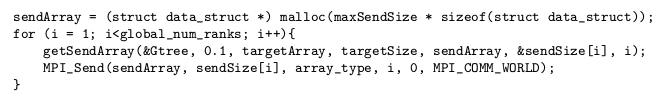 sendArray = (struct data_struct *) malloc(maxSendSize * sizeof(struct data_struct));
for (i = 1; i<global_num_ranks; i++){
    getSendArray(&Gtree, 0.1, targetArray, targetSize, sendArray, &sendSize[i], i);
    MPI_Send(sendArray, sendSize[i], array_type, i, 0, MPI_COMM_WORLD);
}